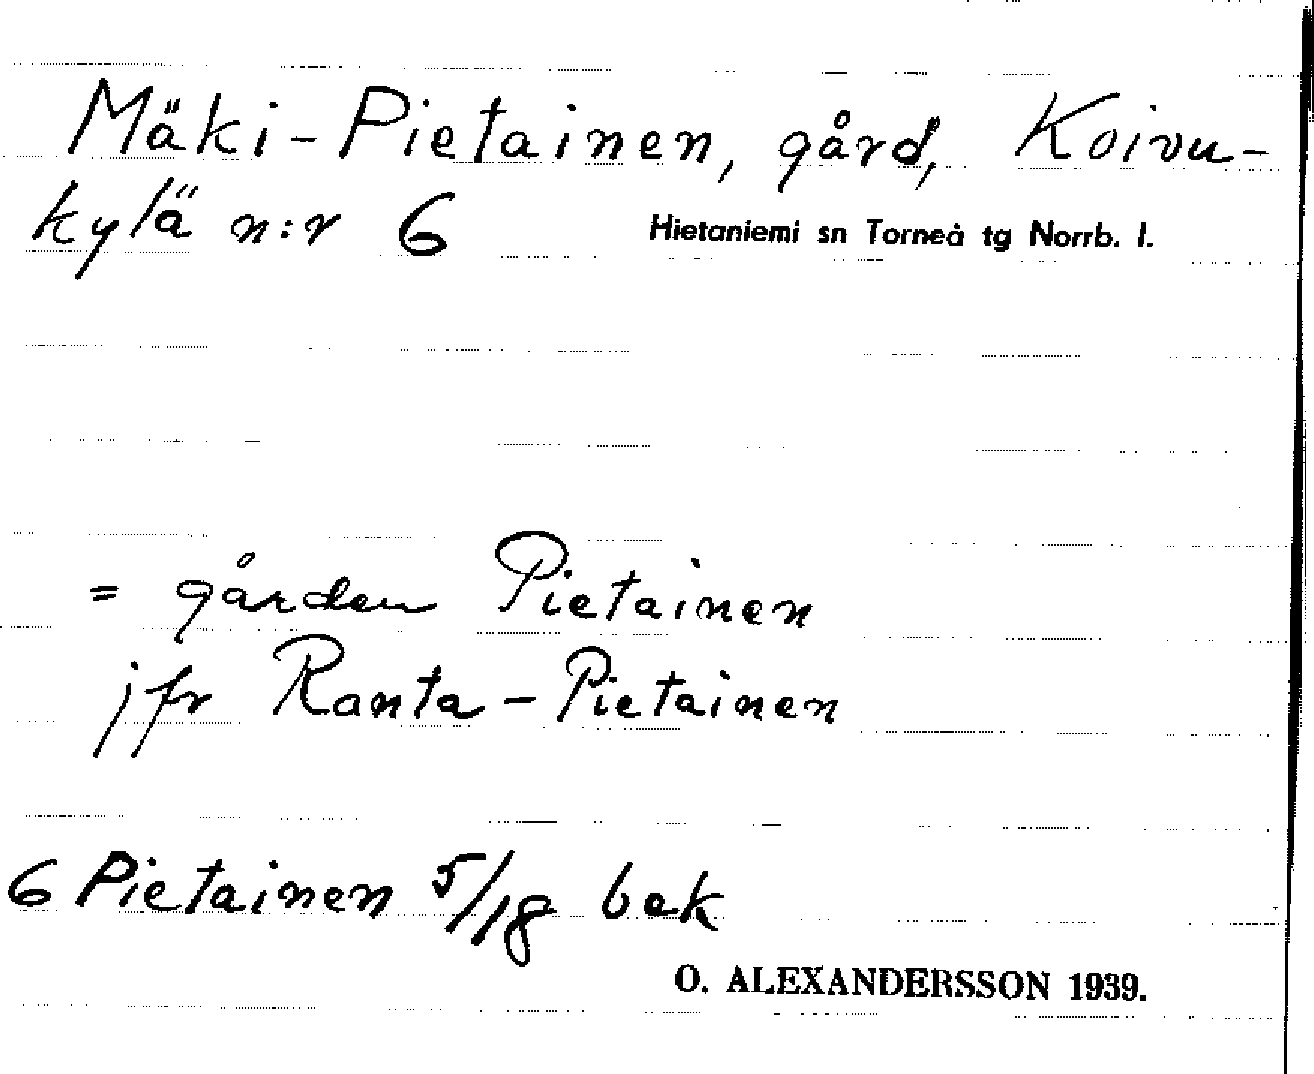 Mäki-Pietainen, gård, Koivu-
kylä n:r 6 Hietaniemi sn Torneå tg Norrb. l.
= gården Pietainen
jfr Ranta-Pietainen
6 Pietainen 5/18 bak
O. ALEXANDERSSON 1939.